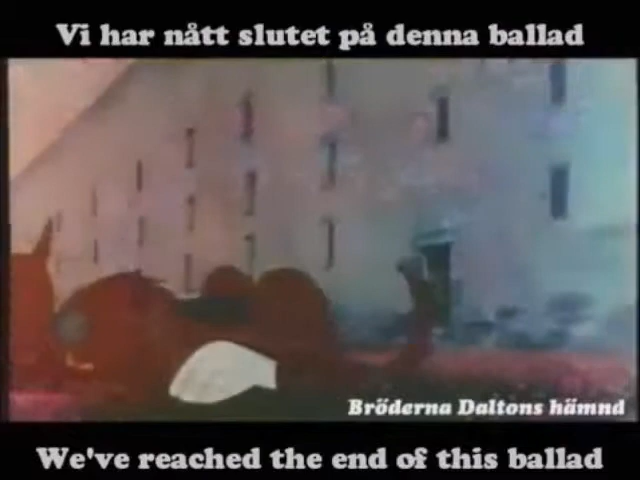 Vi har nått slutet på denna ballad
Bröderna Daltons hämnd
We've reached the end of this ballad